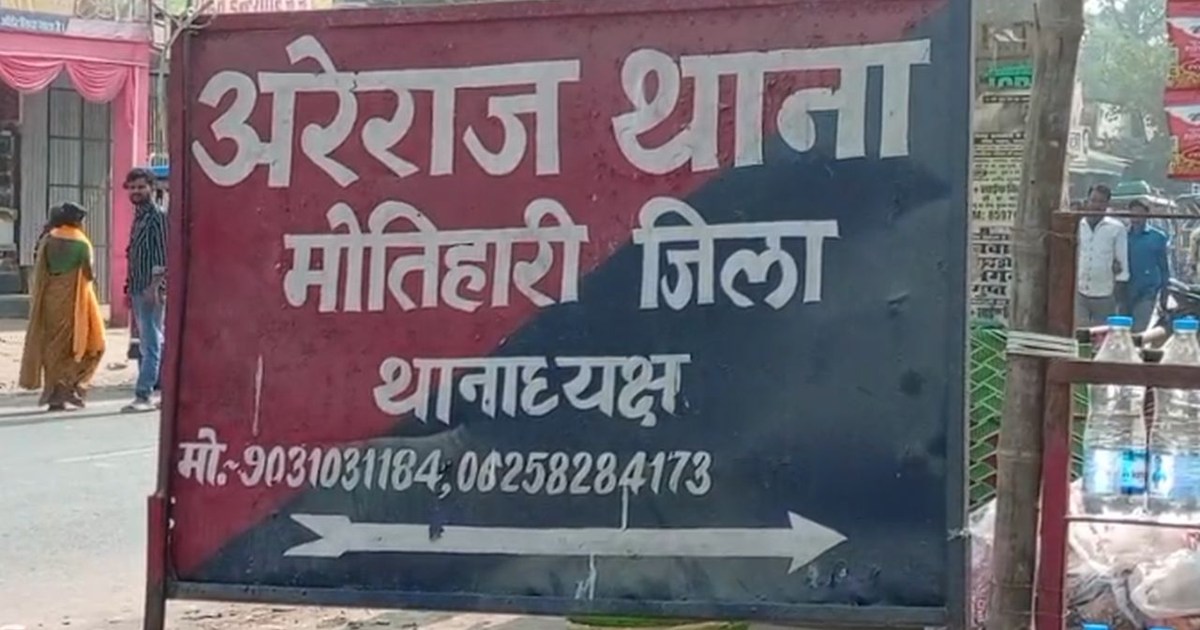 अरेराज थाना
मोतिहारी जिला
थानाध्यक्ष
मो.~9031031184,06258284173